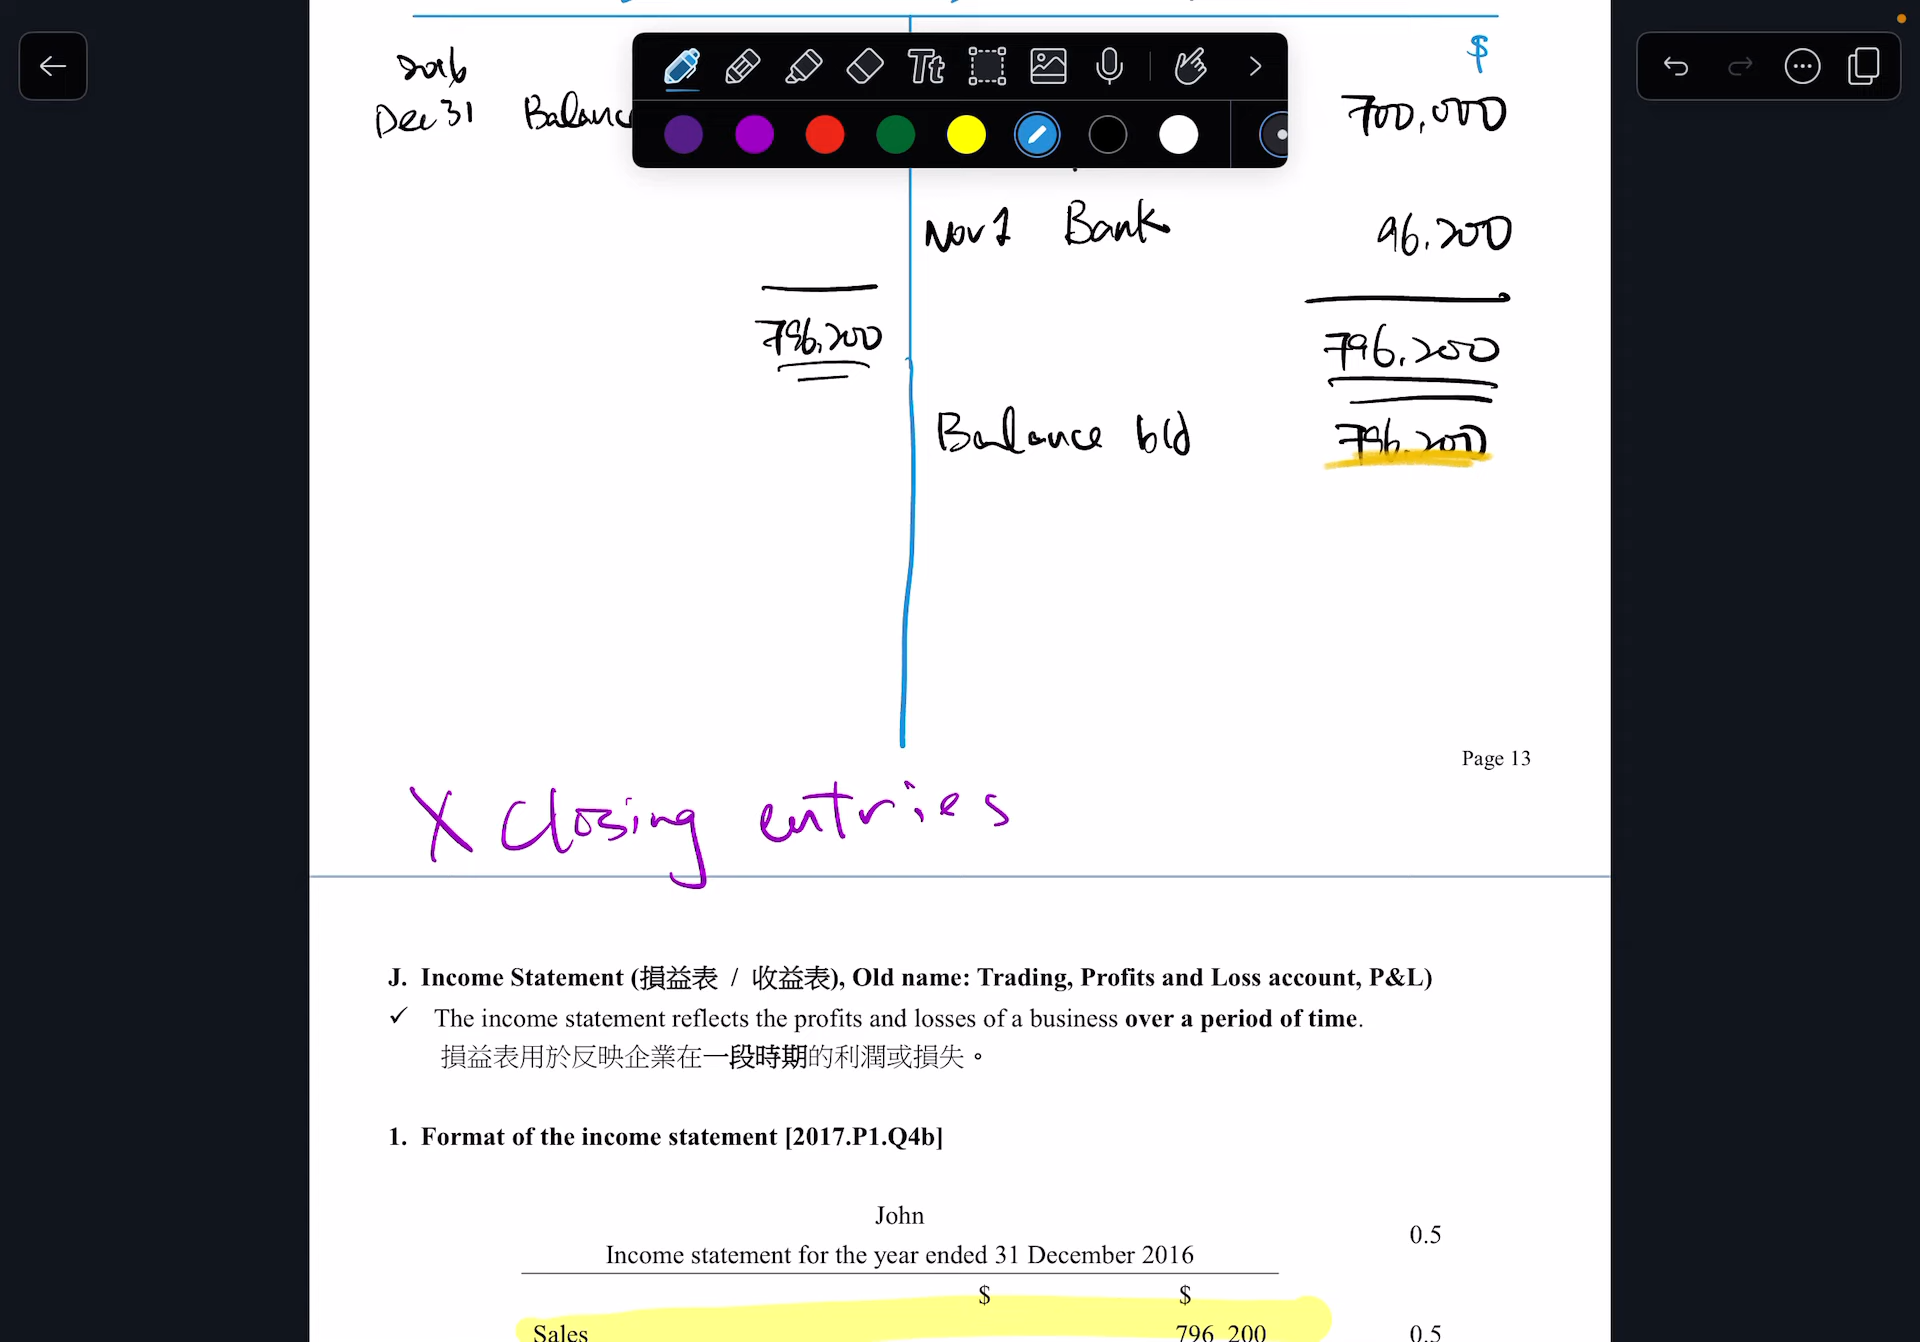 $
2016
Dec 31 Balanc 700,000
Nov 1 Bank 96,200
796,200 796,200
Balance b/d 796,200
Page 13
X Closing entries
J. Income Statement (損益表 / 收益表), Old name: Trading, Profits and Loss account, P&L)
✓ The income statement reflects the profits and losses of a business over a period of time.
損益表用於反映企業在一段時期的利潤或損失。
1. Format of the income statement [2017.P1.Q4b]
John
0.5
Income statement for the year ended 31 December 2016
$ $
Sales 796 200 0.5